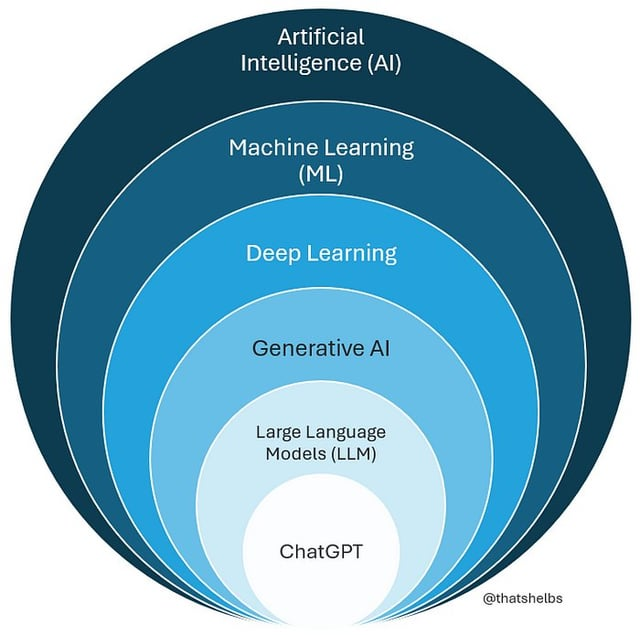 Artificial
Intelligence (AI)
Machine Learning
(ML)
Deep Learning
Generative AI
Large Language
Models (LLM)
ChatGPT
@thatshelbs